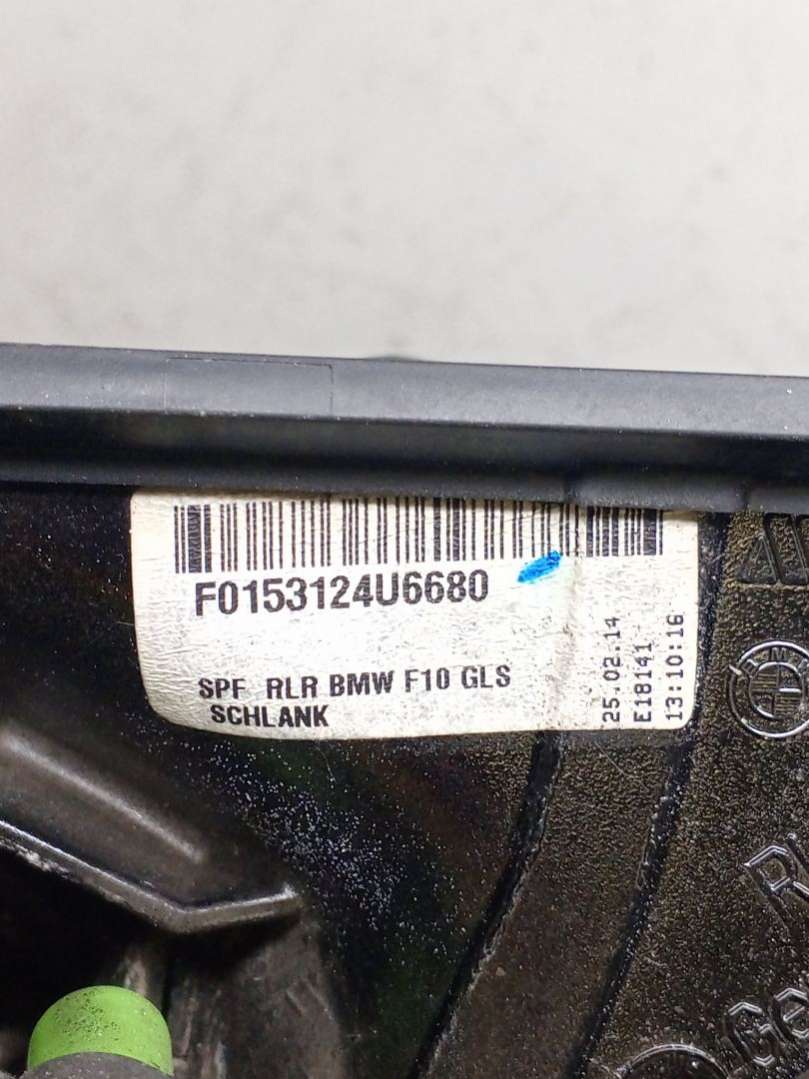 F0153124U6680
SPF RLR BMW F10 GLS
SCHLANK
25.02.14
E18141
13:10:16